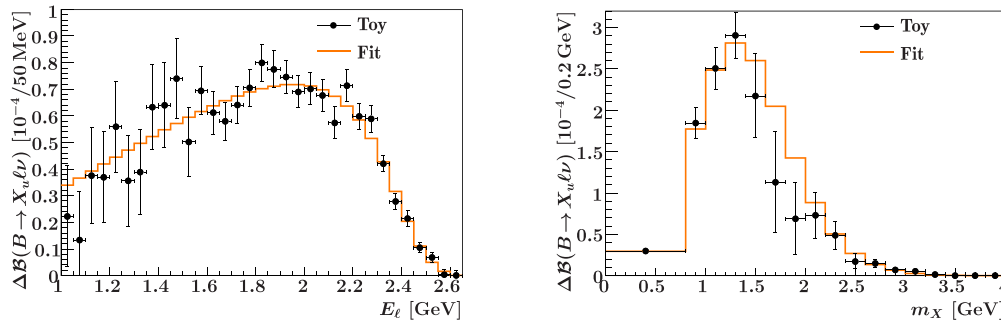 ΔB(B → X_uℓν) [10⁻⁴/50 MeV]
1
0.9
0.8
0.7
0.6
0.5
0.4
0.3
0.2
0.1
0
Toy
Fit
1 1.2 1.4 1.6 1.8 2 2.2 2.4 2.6
E_ℓ [GeV]
ΔB(B → X_uℓν) [10⁻⁴/0.2 GeV]
3
2.5
2
1.5
1
0.5
0
Toy
Fit
0 0.5 1 1.5 2 2.5 3 3.5
m_X [GeV]